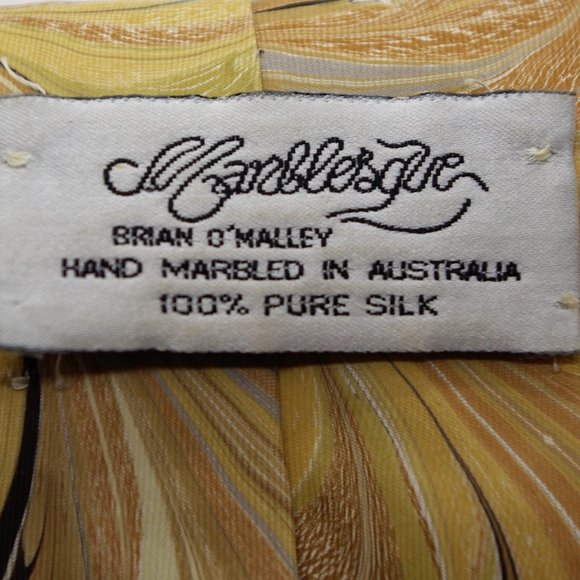 Marblesque
BRIAN O'MALLEY
HAND MARBLED IN AUSTRALIA
100% PURE SILK